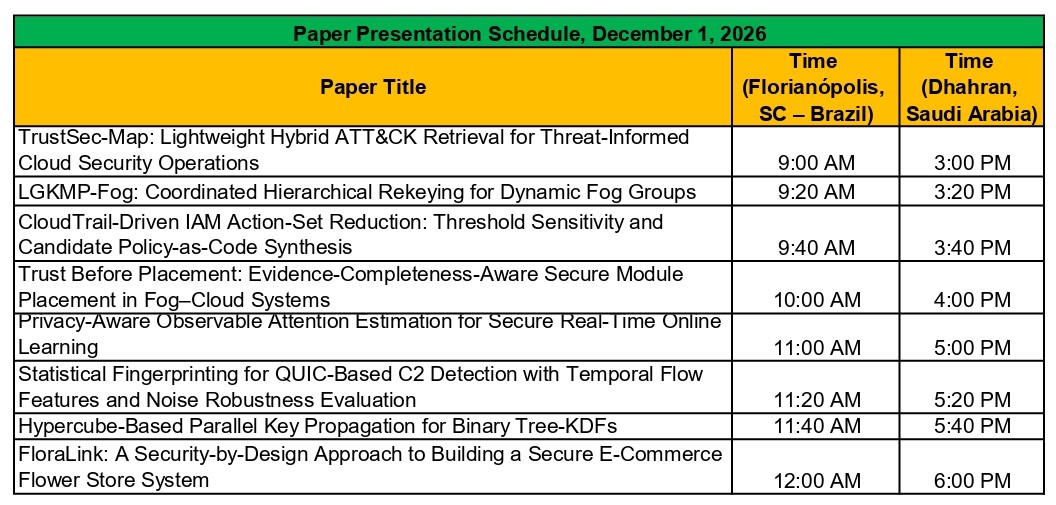 Paper Presentation Schedule, December 1, 2026
Paper Title
Time
(Florianópolis,
SC – Brazil)
Time
(Dhahran,
Saudi Arabia)
TrustSec-Map: Lightweight Hybrid ATT&CK Retrieval for Threat-Informed
Cloud Security Operations
9:00 AM
3:00 PM
LGKMP-Fog: Coordinated Hierarchical Rekeying for Dynamic Fog Groups
9:20 AM
3:20 PM
CloudTrail-Driven IAM Action-Set Reduction: Threshold Sensitivity and
Candidate Policy-as-Code Synthesis
9:40 AM
3:40 PM
Trust Before Placement: Evidence-Completeness-Aware Secure Module
Placement in Fog–Cloud Systems
10:00 AM
4:00 PM
Privacy-Aware Observable Attention Estimation for Secure Real-Time Online
Learning
11:00 AM
5:00 PM
Statistical Fingerprinting for QUIC-Based C2 Detection with Temporal Flow
Features and Noise Robustness Evaluation
11:20 AM
5:20 PM
Hypercube-Based Parallel Key Propagation for Binary Tree-KDFs
11:40 AM
5:40 PM
FloraLink: A Security-by-Design Approach to Building a Secure E-Commerce
Flower Store System
12:00 AM
6:00 PM